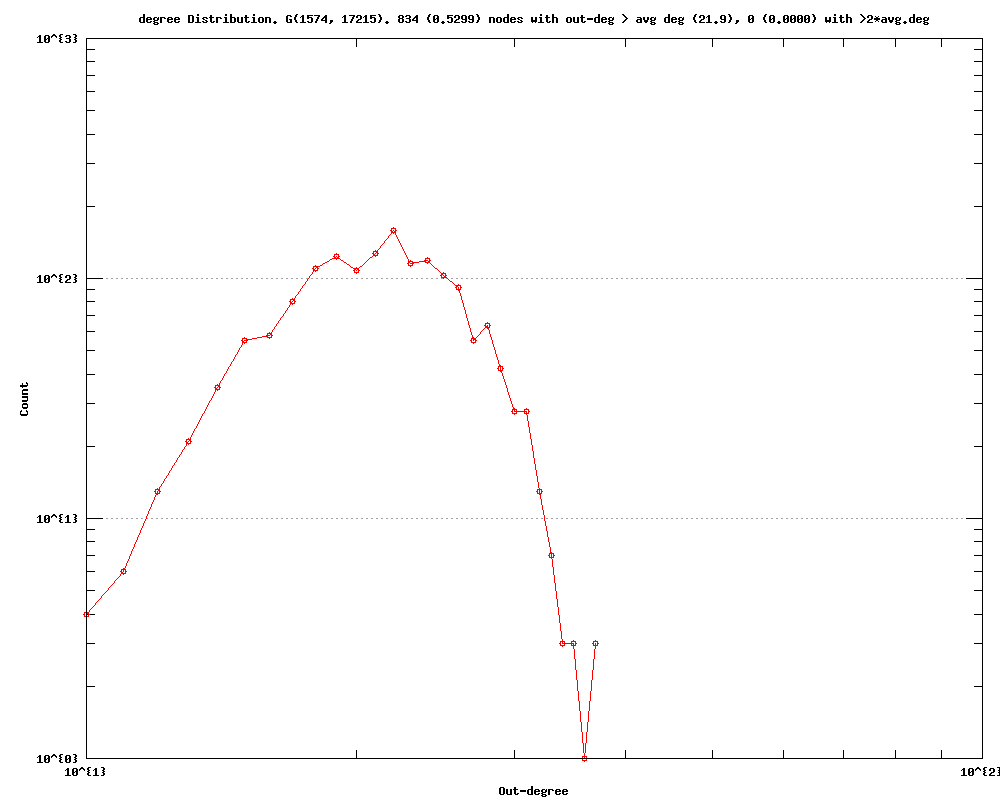 degree Distribution. G(1574, 17215). 834 (0.5299) nodes with out-deg > avg deg (21.9), 0 (0.0000) with >2*avg.deg
10^{3}
10^{2}
Count
10^{1}
10^{0}
10^{1}
10^{2}
Out-degree